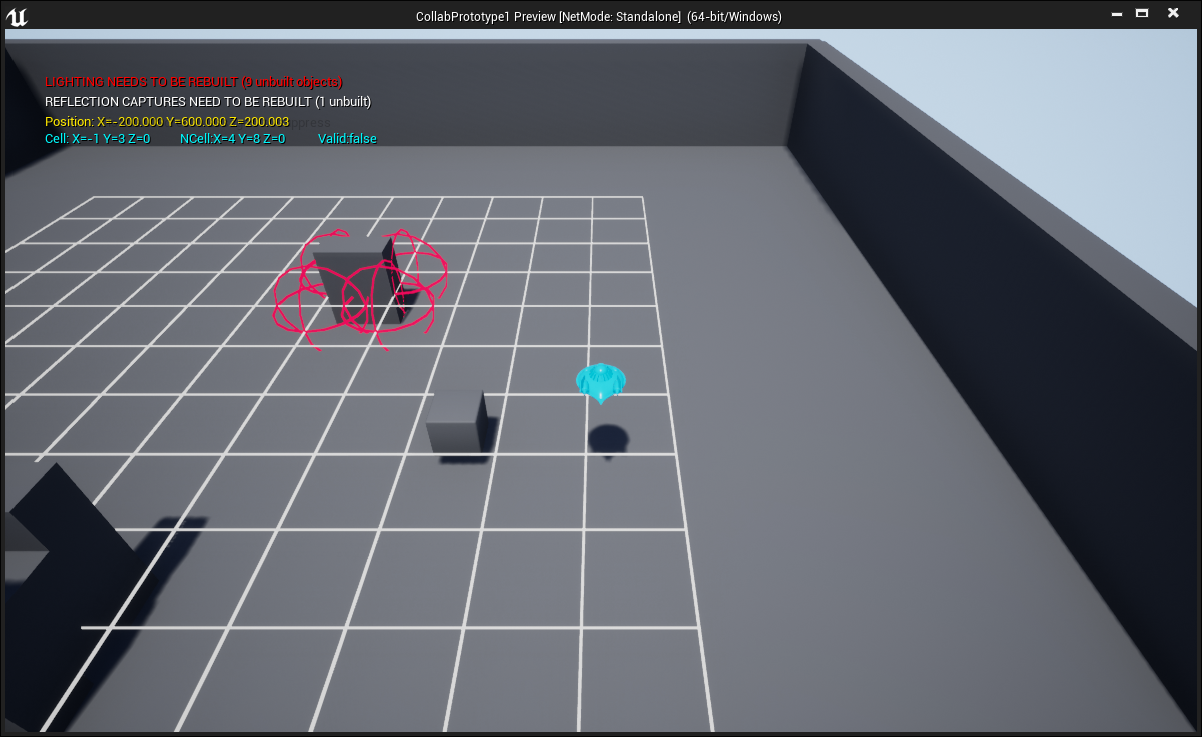 CollabPrototype1 Preview [NetMode: Standalone] (64-bit/Windows)
LIGHTING NEEDS TO BE REBUILT (9 unbuilt objects)
REFLECTION CAPTURES NEED TO BE REBUILT (1 unbuilt)
Position: X=-200.000 Y=600.000 Z=200.003
Cell: X=-1 Y=3 Z=0 NCell:X=4 Y=8 Z=0 Valid:false